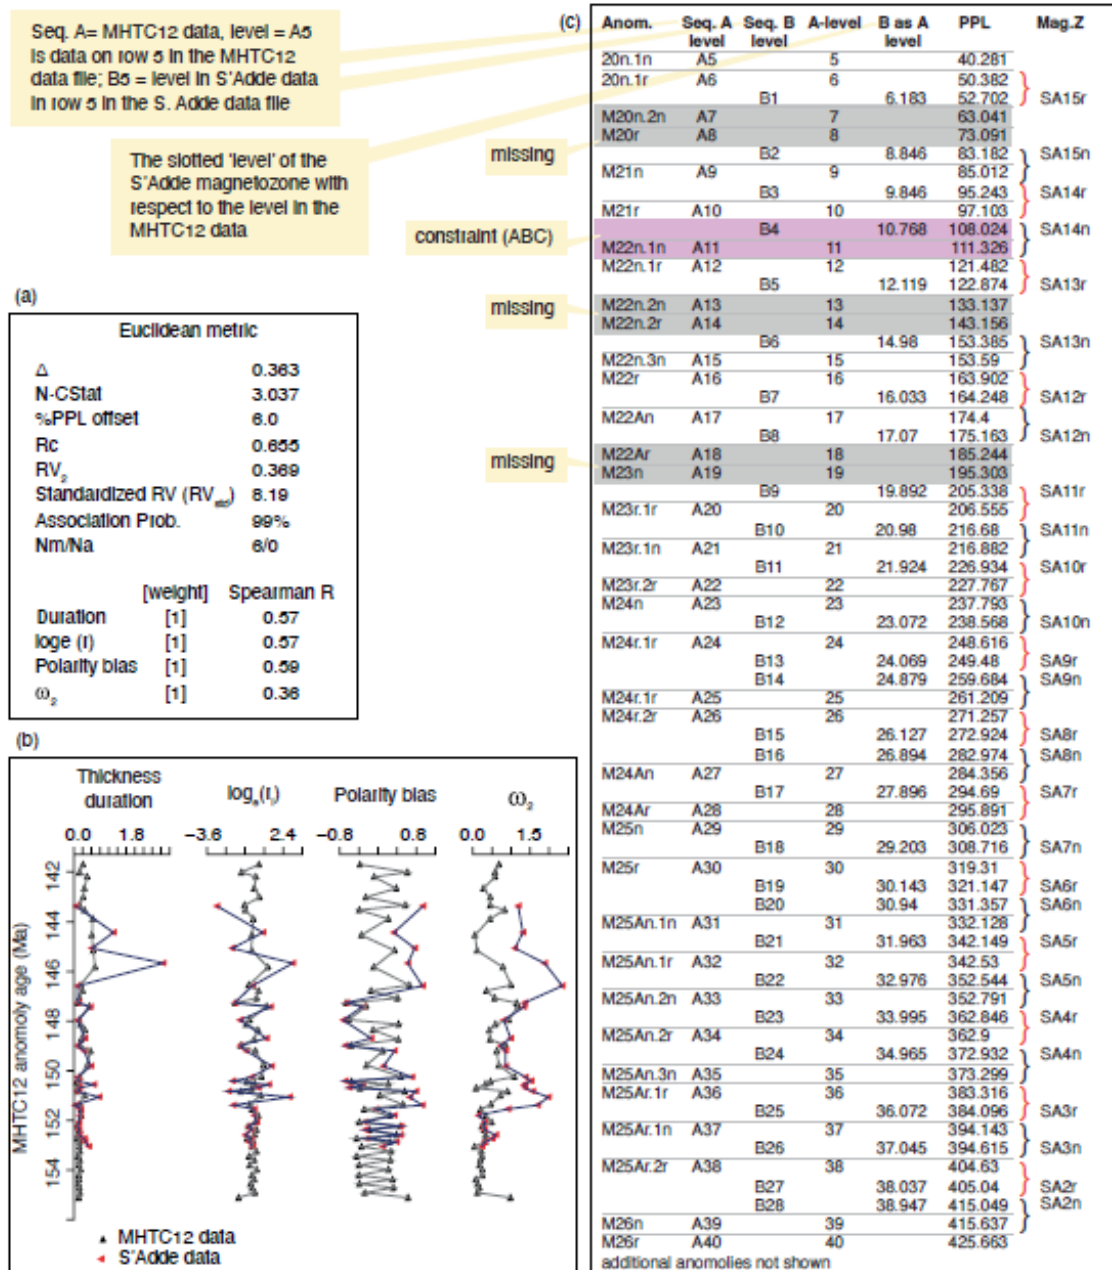 Seq. A= MHTC12 data, level = A5
is data on row 5 in the MHTC12
data file; B5 = level in S'Adde data
in row 5 in the S. Adde data file
The slotted 'level' of the
S'Adde magnetozone with
respect to the level in the
MHTC12 data
missing
constraint (ABC)
missing
missing
(a)
Euclidean metric
Δ 0.363
N-CStat 3.037
%PPL offset 6.0
Rc 0.655
RV2 0.369
Standardized RV (RVstd) 8.19
Association Prob. 99%
Nm/Na 6/0
[weight] Spearman R
Duration [1] 0.57
loge (r) [1] 0.57
Polarity bias [1] 0.59
ω2 [1] 0.36
(b)
Thickness duration loge(ri) Polarity bias ω2
0.0 1.8 −3.6 2.4 −0.8 0.8 0.0 1.5
MHTC12 anomoly age (Ma)
142
144
146
148
150
152
154
MHTC12 data
S'Adde data
(c)
Anom. Seq. A level Seq. B level A-level B as A level PPL Mag.Z
20n.1n A5 5 40.281
20n.1r A6 6 50.382
B1 6.183 52.702 SA15r
M20n.2n A7 7 63.041
M20r A8 8 73.091
B2 8.846 83.182 SA15n
M21n A9 9 85.012
B3 9.846 95.243 SA14r
M21r A10 10 97.103
B4 10.768 108.024 SA14n
M22n.1n A11 11 111.326
M22n.1r A12 12 121.482
B5 12.119 122.874 SA13r
M22n.2n A13 13 133.137
M22n.2r A14 14 143.156
B6 14.98 153.385 SA13n
M22n.3n A15 15 153.59
M22r A16 16 163.902
B7 16.033 164.248 SA12r
M22An A17 17 174.4
B8 17.07 175.163 SA12n
M22Ar A18 18 185.244
M23n A19 19 195.303
B9 19.892 205.338 SA11r
M23r.1r A20 20 206.555
B10 20.98 216.68 SA11n
M23r.1n A21 21 216.882
B11 21.924 226.934 SA10r
M23r.2r A22 22 227.767
M24n A23 23 237.793
B12 23.072 238.568 SA10n
M24r.1r A24 24 248.616
B13 24.069 249.48 SA9r
B14 24.879 259.684 SA9n
M24r.1r A25 25 261.209
M24r.2r A26 26 271.257
B15 26.127 272.924 SA8r
B16 26.894 282.974 SA8n
M24An A27 27 284.356
B17 27.896 294.69 SA7r
M24Ar A28 28 295.891
M25n A29 29 306.023
B18 29.203 308.716 SA7n
M25r A30 30 319.31
B19 30.143 321.147 SA6r
B20 30.94 331.357 SA6n
M25An.1n A31 31 332.128
B21 31.963 342.149 SA5r
M25An.1r A32 32 342.53
B22 32.976 352.544 SA5n
M25An.2n A33 33 352.791
B23 33.995 362.846 SA4r
M25An.2r A34 34 362.9
B24 34.965 372.932 SA4n
M25An.3n A35 35 373.299
M25Ar.1r A36 36 383.316
B25 36.072 384.096 SA3r
M25Ar.1n A37 37 394.143
B26 37.045 394.615 SA3n
M25Ar.2r A38 38 404.63
B27 38.037 405.04 SA2r
B28 38.947 415.049 SA2n
M26n A39 39 415.637
M26r A40 40 425.663
additional anomolies not shown